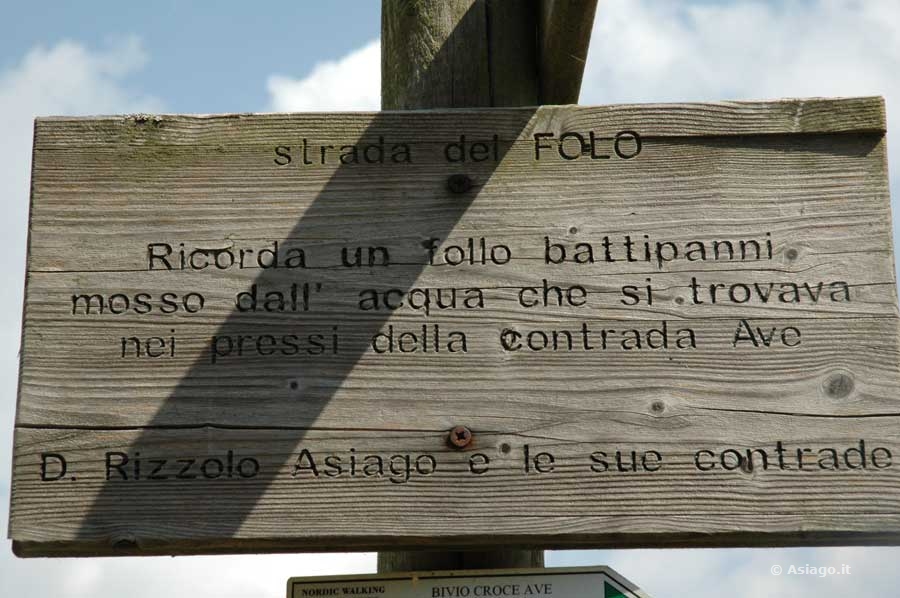 strada del FOLO
Ricorda un follo battipanni
mosso dall' acqua che si trovava
nei pressi della contrada Ave
D. Rizzolo Asiago e le sue contrade
© Asiago.it
NORDIC WALKING BIVIO CROCE AVE